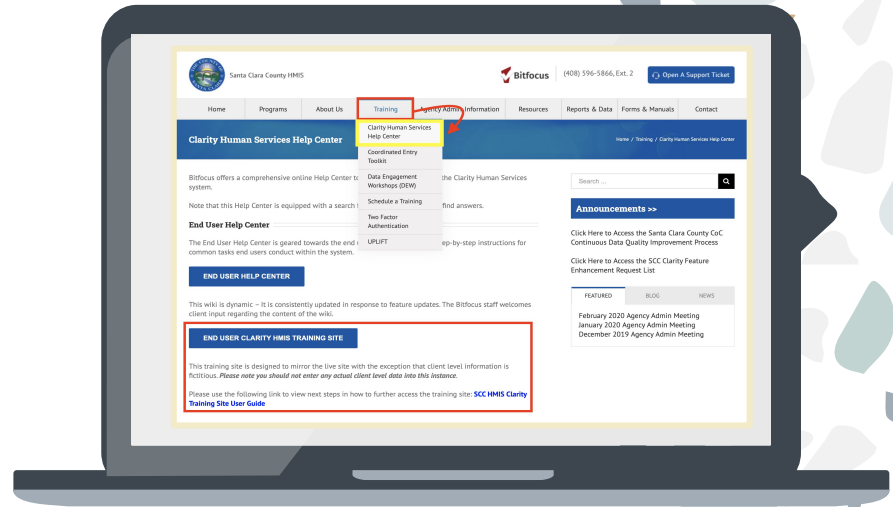 Santa Clara County HMIS
Bitfocus
(408) 596-5866, Ext. 2
Open A Support Ticket
Home Programs About Us Training Agency Admin Information Resources Reports & Data Forms & Manuals Contact
Clarity Human Services Help Center
Home / Training / Clarity Human Services Help Center
Clarity Human Services
Help Center
Coordinated Entry
Toolkit
Data Engagement
Workshops (DEW)
Schedule a Training
Two Factor
Authentication
UPLIFT
Bitfocus offers a comprehensive online Help Center to the Clarity Human Services
system.
Note that this Help Center is equipped with a search find answers.
End User Help Center
The End User Help Center is geared towards the end ep-by-step instructions for
common tasks end users conduct within the system.
END USER HELP CENTER
This wiki is dynamic – it is consistently updated in response to feature updates. The Bitfocus staff welcomes
client input regarding the content of the wiki.
END USER CLARITY HMIS TRAINING SITE
This training site is designed to mirror the live site with the exception that client level information is
fictitious. Please note you should not enter any actual client level data into this instance.
Please use the following link to view next steps in how to further access the training site: SCC HMIS Clarity
Training Site User Guide
Search ...
Announcements >>
Click Here to Access the Santa Clara County CoC
Continuous Data Quality Improvement Process
Click Here to Access the SCC Clarity Feature
Enhancement Request List
FEATURED BLOG NEWS
February 2020 Agency Admin Meeting
January 2020 Agency Admin Meeting
December 2019 Agency Admin Meeting